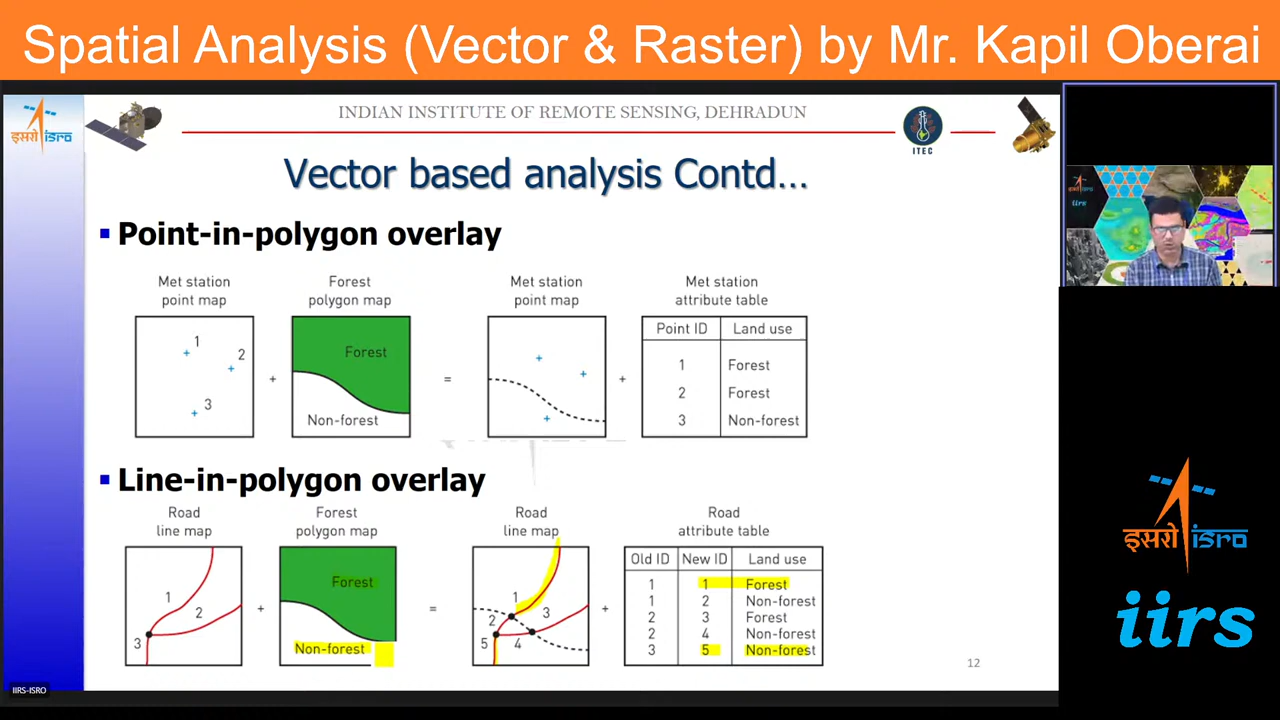 Spatial Analysis (Vector & Raster) by Mr. Kapil Oberai
इसरो isro
INDIAN INSTITUTE OF REMOTE SENSING, DEHRADUN
ITEC
Vector based analysis Contd...
Point-in-polygon overlay
Met station
point map
Forest
polygon map
Met station
point map
Met station
attribute table
1
2
3
+
Forest
Non-forest
=
+
Point ID Land use
1 Forest
2 Forest
3 Non-forest
Line-in-polygon overlay
Road
line map
Forest
polygon map
Road
line map
Road
attribute table
1
2
3
+
Forest
Non-forest
=
1
3
2
5
4
+
Old ID New ID Land use
1 1 Forest
1 2 Non-forest
2 3 Forest
2 4 Non-forest
3 5 Non-forest
12
IIRS-ISRO
iirs
इसरो isro
iirs